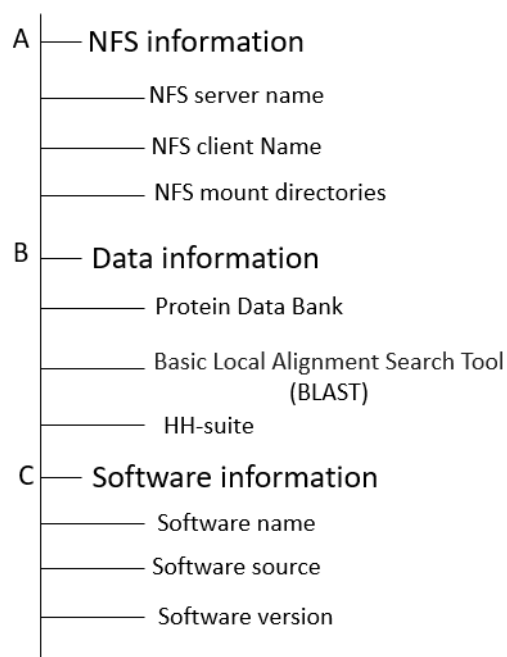 A NFS information
NFS server name
NFS client Name
NFS mount directories
B Data information
Protein Data Bank
Basic Local Alignment Search Tool
(BLAST)
HH-suite
C Software information
Software name
Software source
Software version